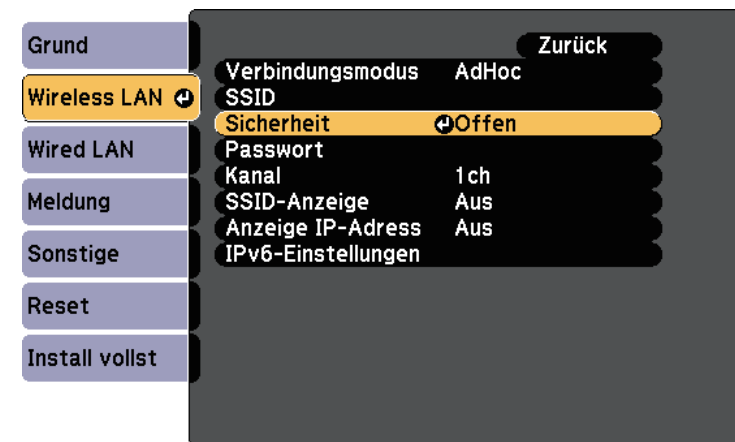 Grund
Wireless LAN
Wired LAN
Meldung
Sonstige
Reset
Install vollst
Zurück
Verbindungsmodus AdHoc
SSID
Sicherheit Offen
Passwort
Kanal 1ch
SSID-Anzeige Aus
Anzeige IP-Adress Aus
IPv6-Einstellungen